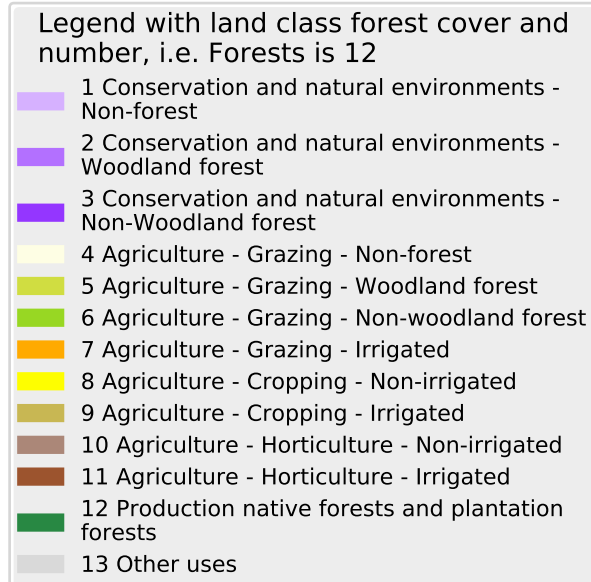 Legend with land class forest cover and
number, i.e. Forests is 12
1 Conservation and natural environments -
Non-forest
2 Conservation and natural environments -
Woodland forest
3 Conservation and natural environments -
Non-Woodland forest
4 Agriculture - Grazing - Non-forest
5 Agriculture - Grazing - Woodland forest
6 Agriculture - Grazing - Non-woodland forest
7 Agriculture - Grazing - Irrigated
8 Agriculture - Cropping - Non-irrigated
9 Agriculture - Cropping - Irrigated
10 Agriculture - Horticulture - Non-irrigated
11 Agriculture - Horticulture - Irrigated
12 Production native forests and plantation
forests
13 Other uses